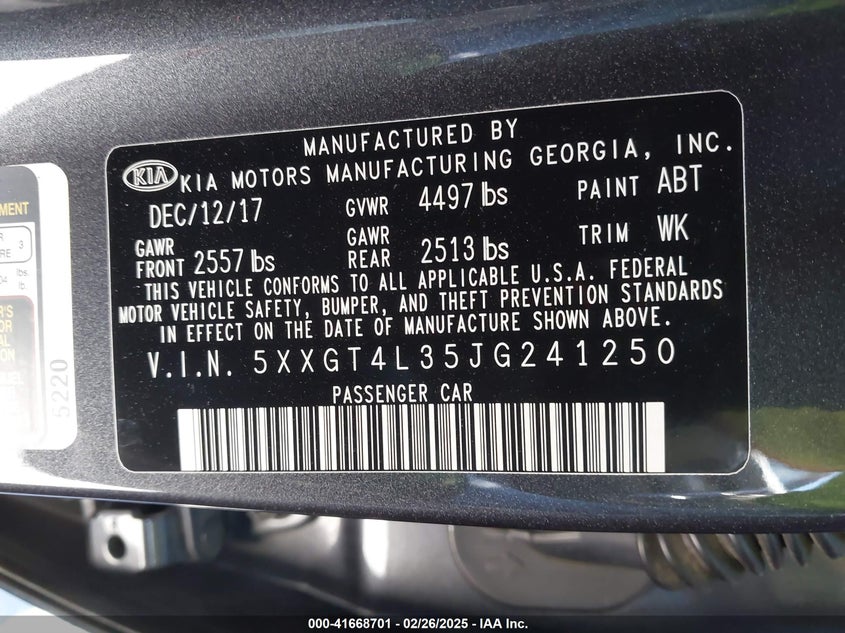 MANUFACTURED BY
KIA KIA MOTORS MANUFACTURING GEORGIA, INC.
DEC/12/17 GVWR 4497 lbs PAINT ABT
GAWR FRONT 2557 lbs GAWR REAR 2513 lbs TRIM WK
THIS VEHICLE CONFORMS TO ALL APPLICABLE U.S.A. FEDERAL
MOTOR VEHICLE SAFETY, BUMPER, AND THEFT PREVENTION STANDARDS
IN EFFECT ON THE DATE OF MANUFACTURE SHOWN ABOVE.
V.I.N. 5XXGT4L35JG241250
PASSENGER CAR
3
lbs.
lb.
5220
000-41668701 - 02/26/2025 - IAA Inc.